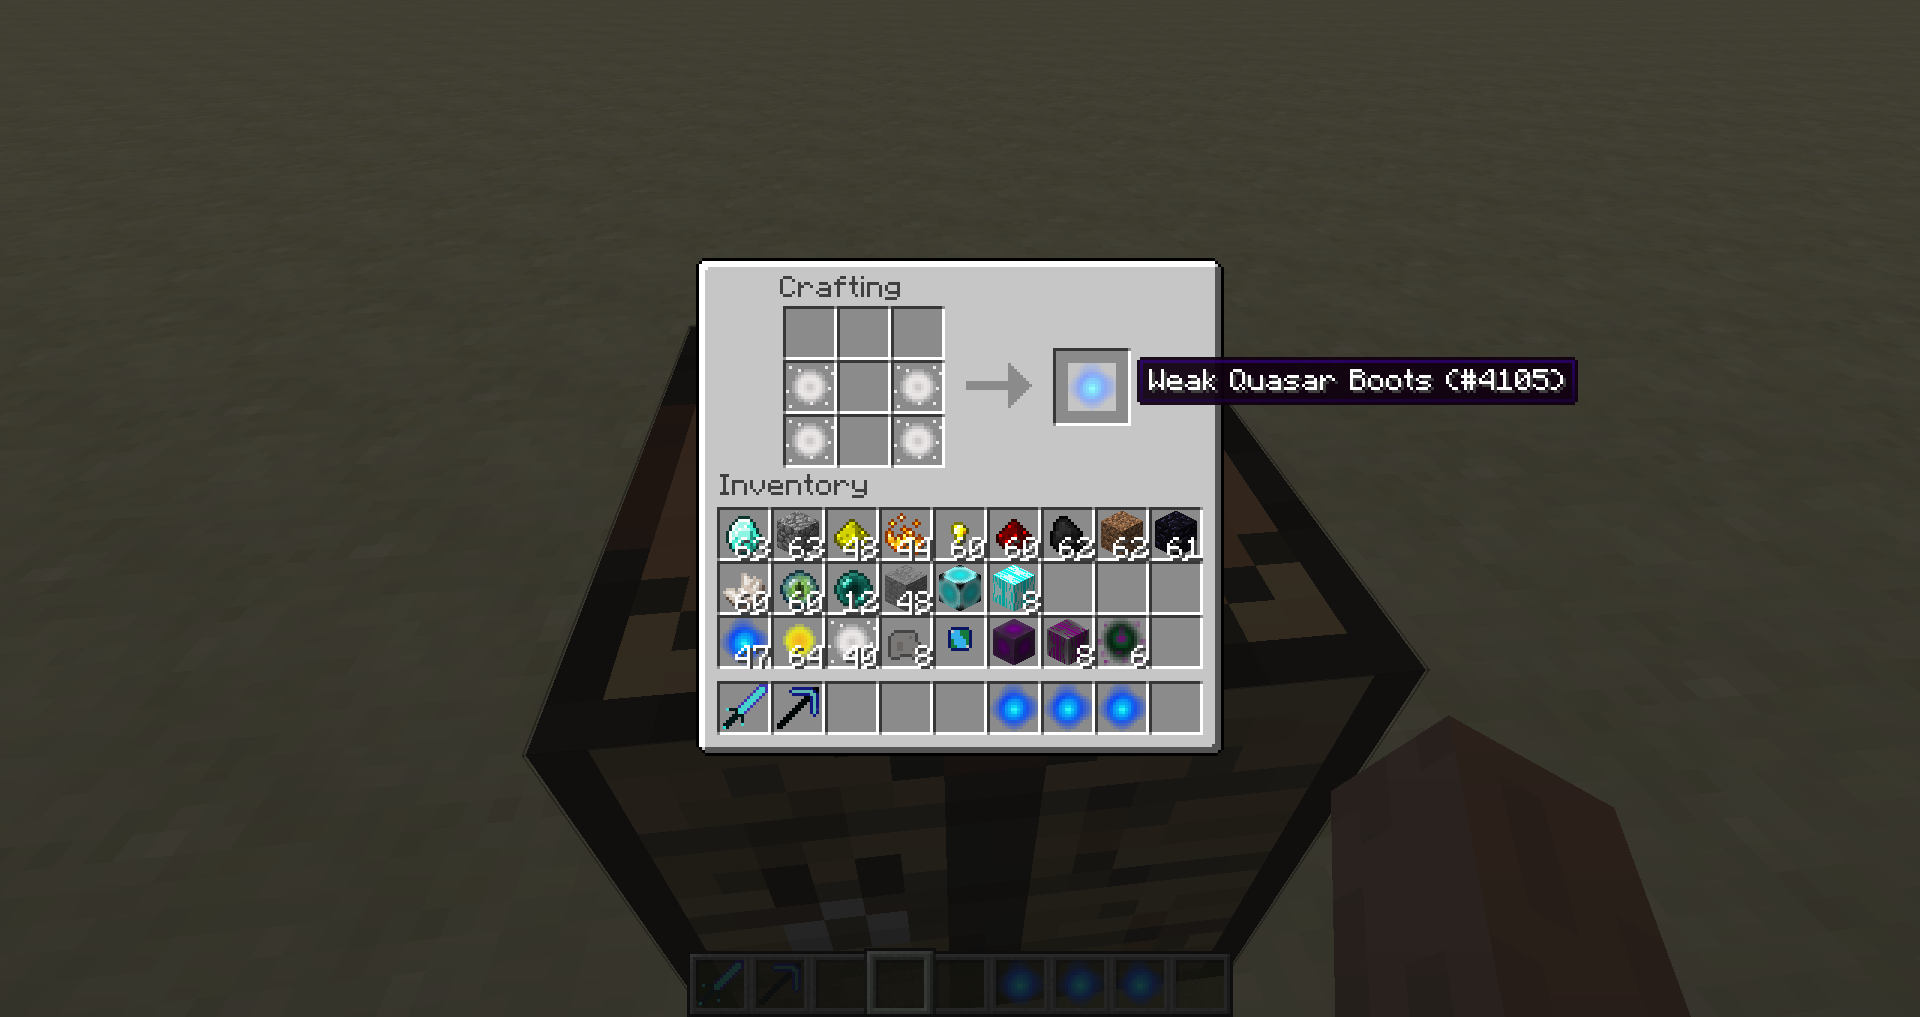 Crafting
Weak Quasar Boots (#4105)
Inventory
63 63 48 44 60 60 62 62 61
60 60 12 48 8
47 64 40 8 8 6